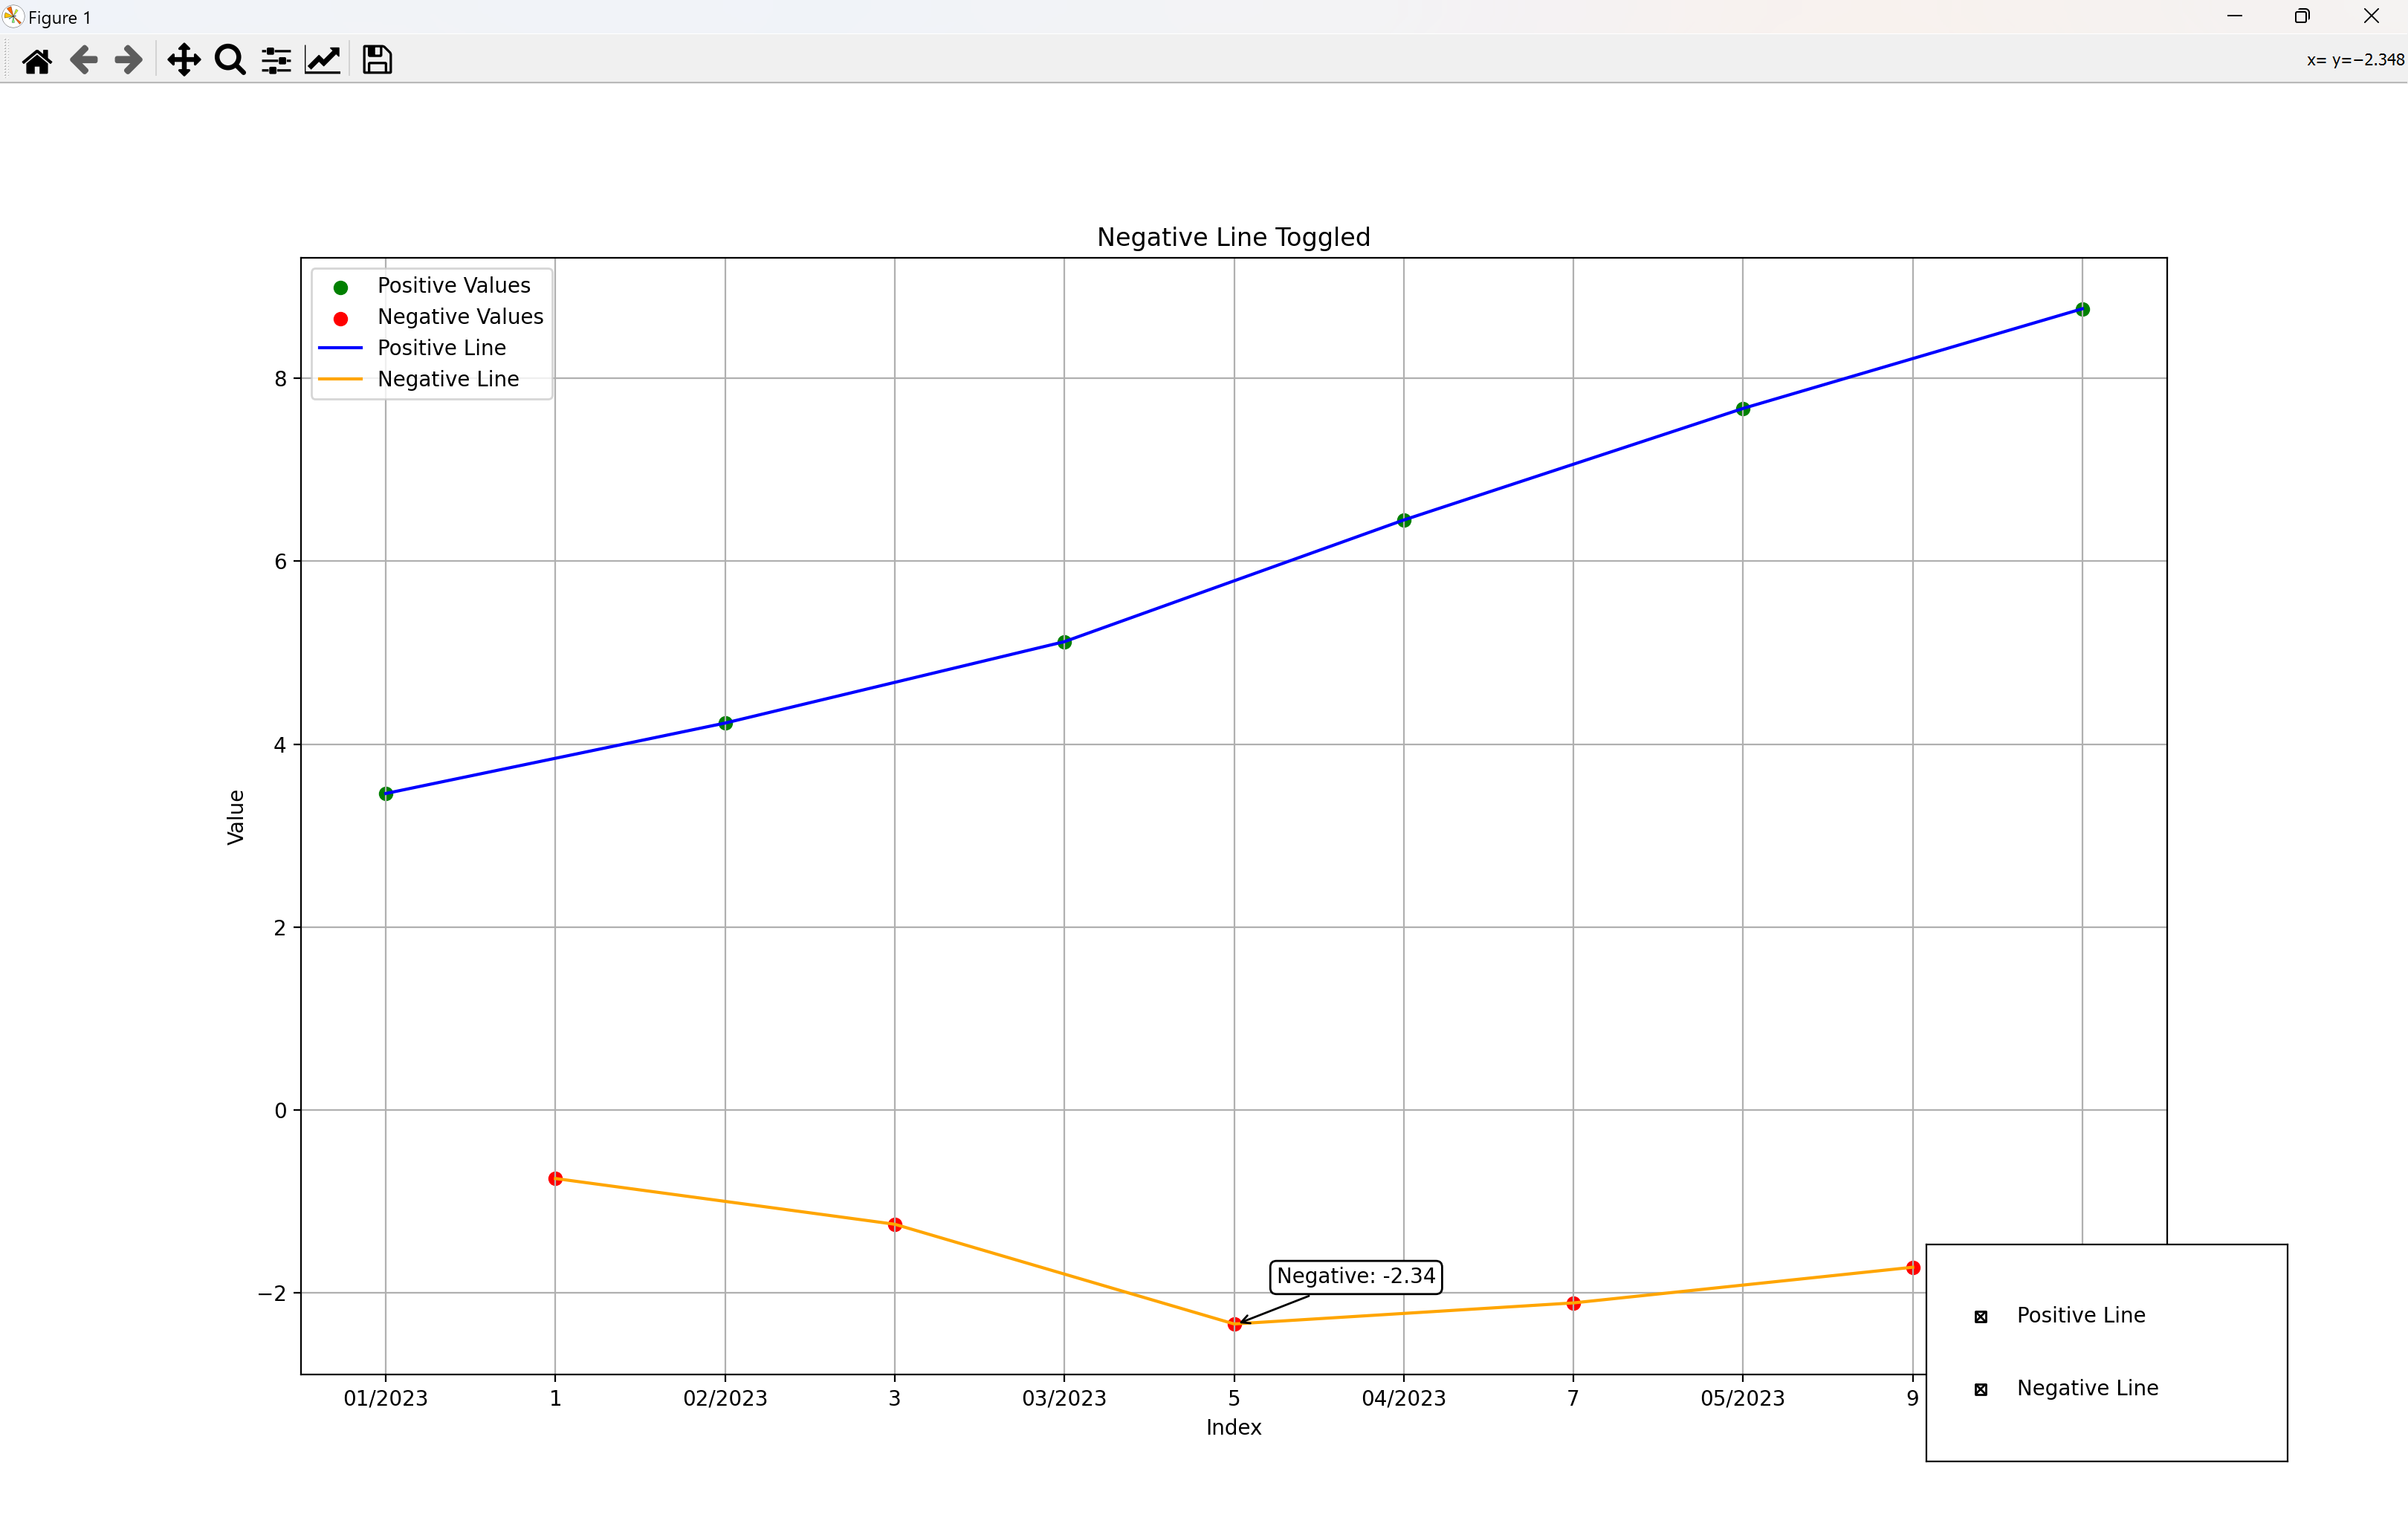 Figure 1
x= y=−2.348
Negative Line Toggled
Positive Values
Negative Values
Positive Line
Negative Line
8
6
4
2
0
−2
Value
Negative: -2.34
01/2023 1 02/2023 3 03/2023 5 04/2023 7 05/2023 9
Index
Positive Line
Negative Line